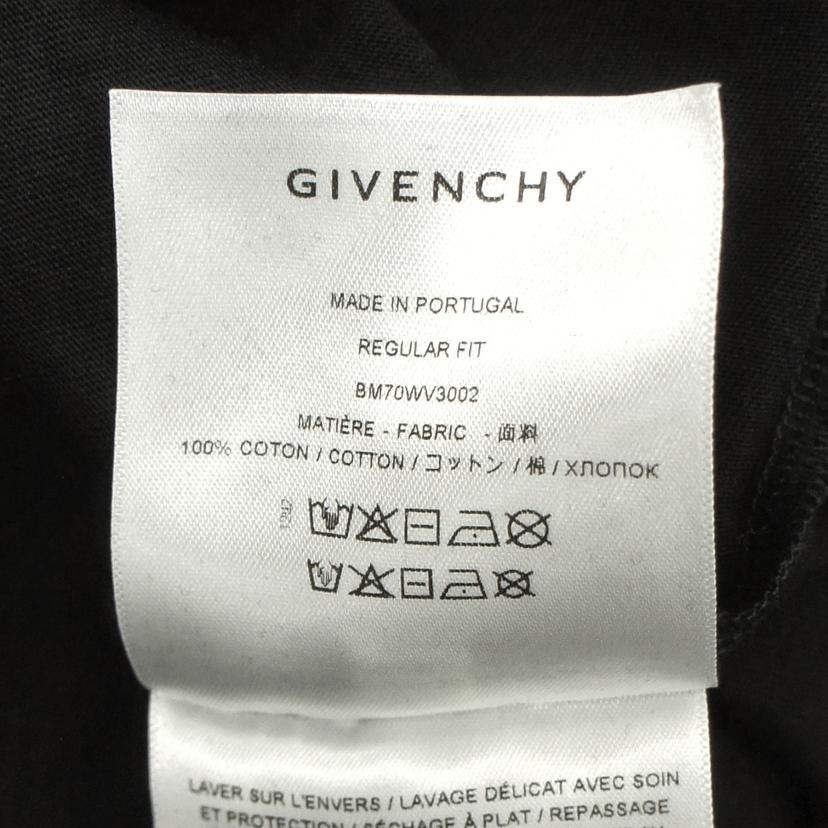 GIVENCHY
MADE IN PORTUGAL
REGULAR FIT
BM70WV3002
MATIÈRE - FABRIC - 面料
100% COTON / COTTON / コットン / 棉 / ХЛОПОК
LAVER SUR L'ENVERS / LAVAGE DÉLICAT AVEC SOIN
ET PROTECTION / SÉCHAGE À PLAT / REPASSAGE